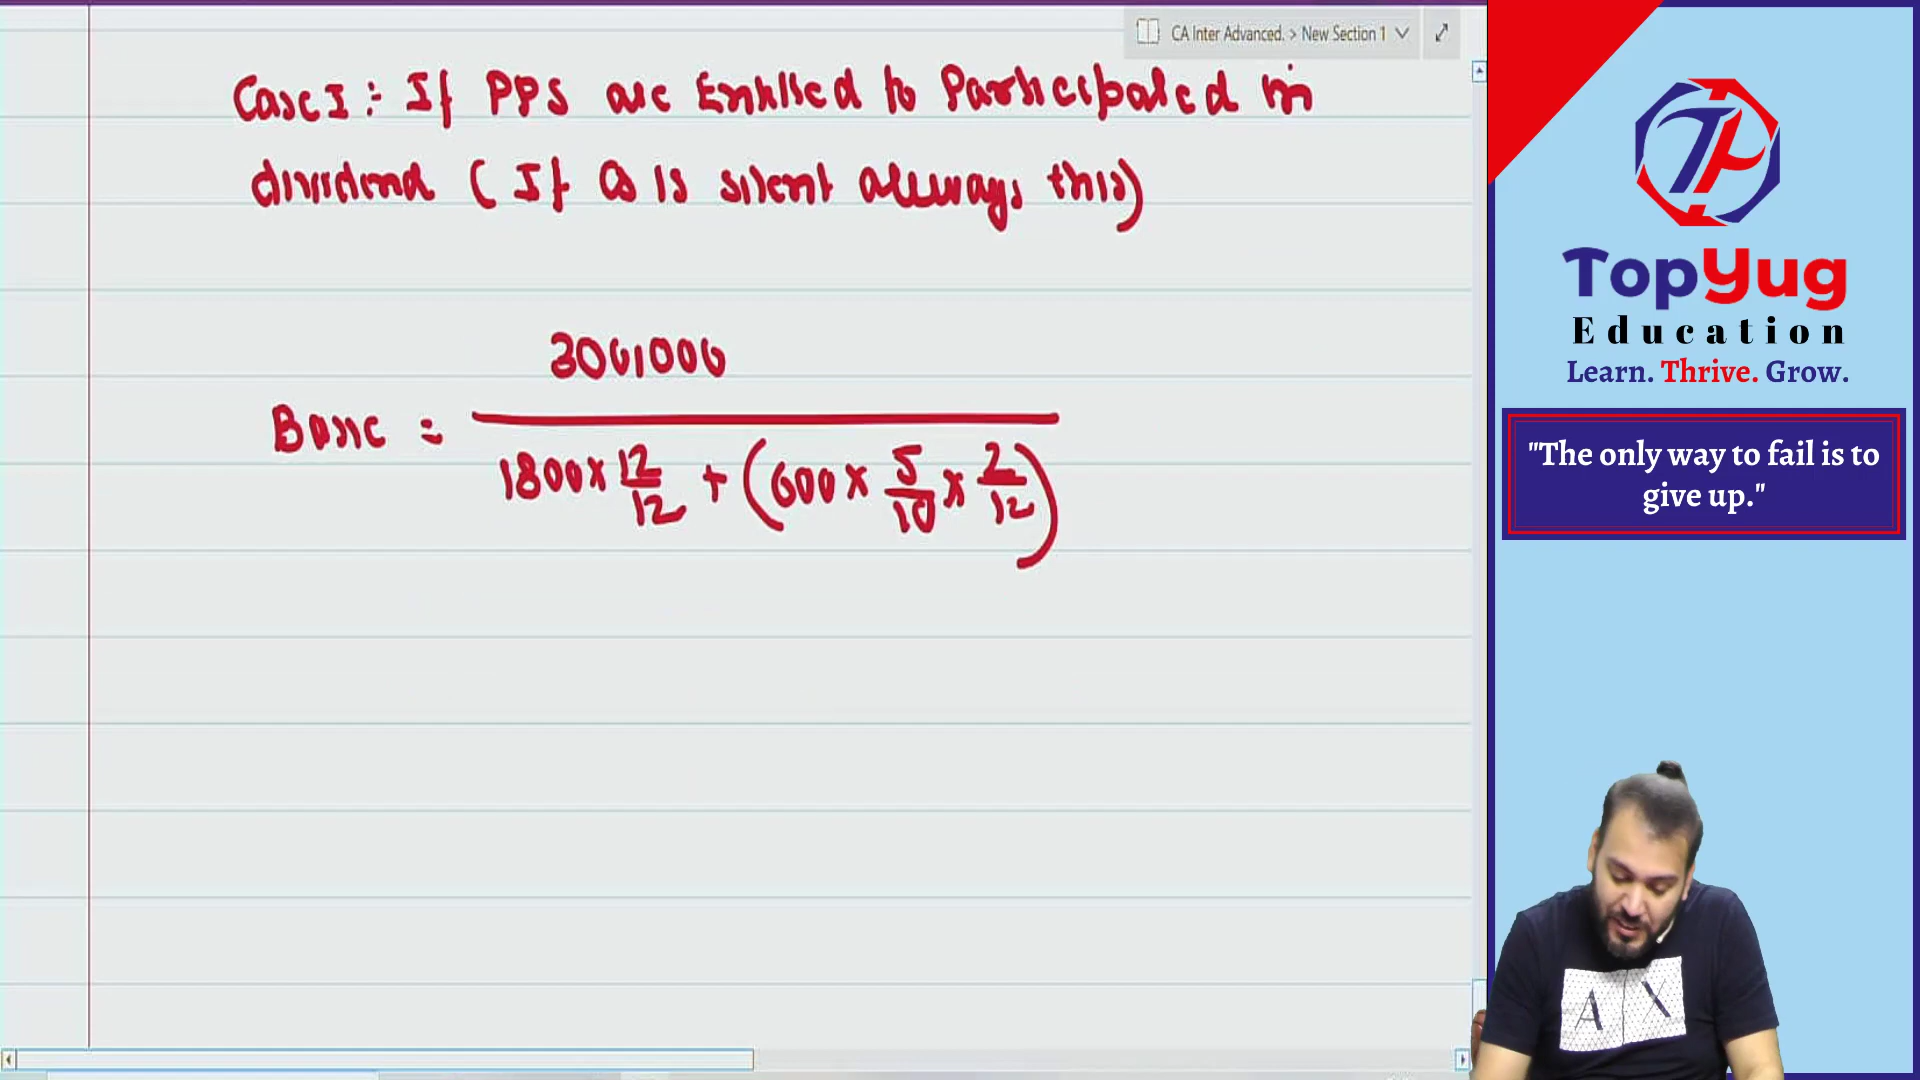 CA Inter Advanced. > New Section 1
Case I :- If PPS are Entitled to Participated in
dividend ( If Q is silent always this)
300,000
Basic =
1800 × 12/12 + (600 × 5/10 × 2/12)
TopYug
Education
Learn. Thrive. Grow.
"The only way to fail is to
give up."
A X